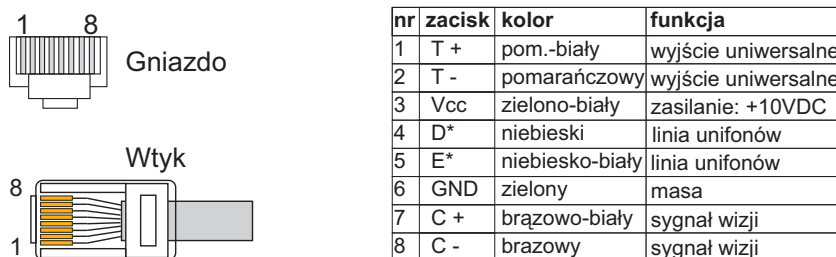 1 8
Gniazdo
Wtyk
8
1
nr zacisk kolor funkcja
1 T + pom.-biały wyjście uniwersalne
2 T - pomarańczowy wyjście uniwersalne
3 Vcc zielono-biały zasilanie: +10VDC
4 D* niebieski linia unifonów
5 E* niebiesko-biały linia unifonów
6 GND zielony masa
7 C + brązowo-biały sygnał wizji
8 C - brazowy sygnał wizji